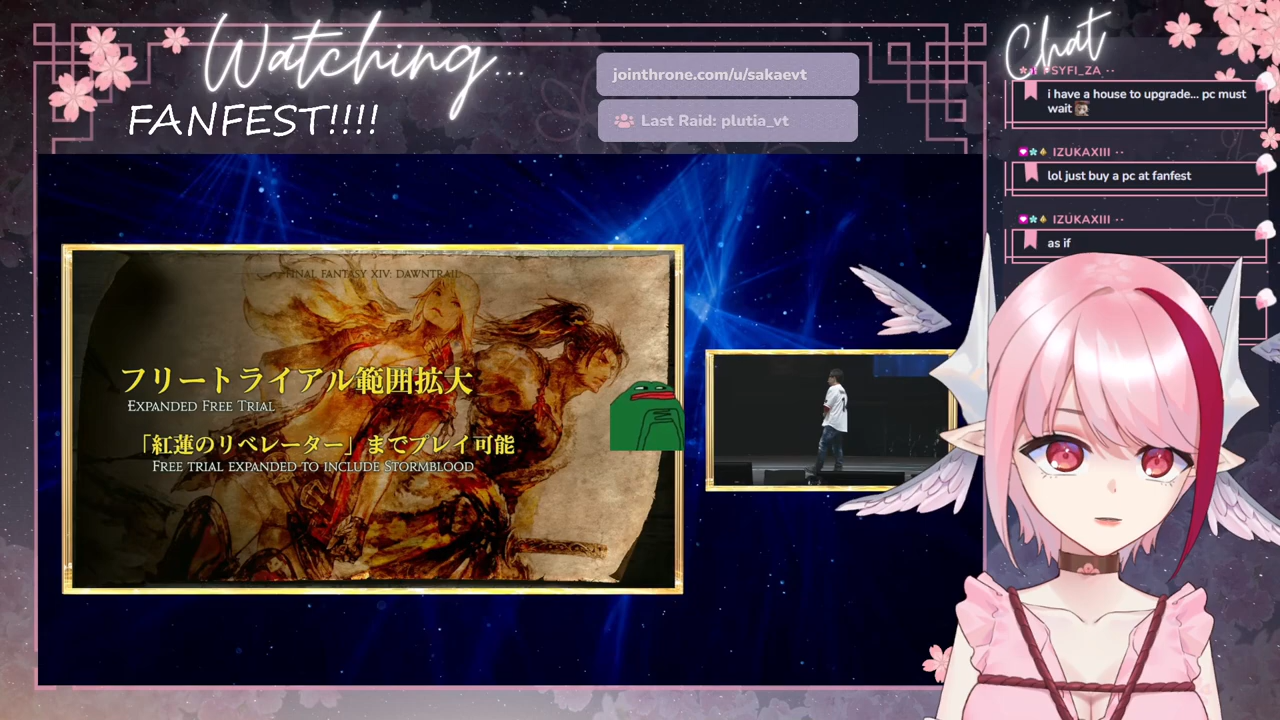 Watching...
FANFEST!!!!
jointhrone.com/u/sakaevt
Last Raid: plutia_vt
Chat
PSYFI_ZA
i have a house to upgrade... pc must
wait
IZUKAXIII
lol just buy a pc at fanfest
IZUKAXIII
as if
FINAL FANTASY XIV: DAWNTRAIL
フリートライアル範囲拡大
EXPANDED FREE TRIAL
「紅蓮のリベレーター」までプレイ可能
FREE TRIAL EXPANDED TO INCLUDE STORMBLOOD